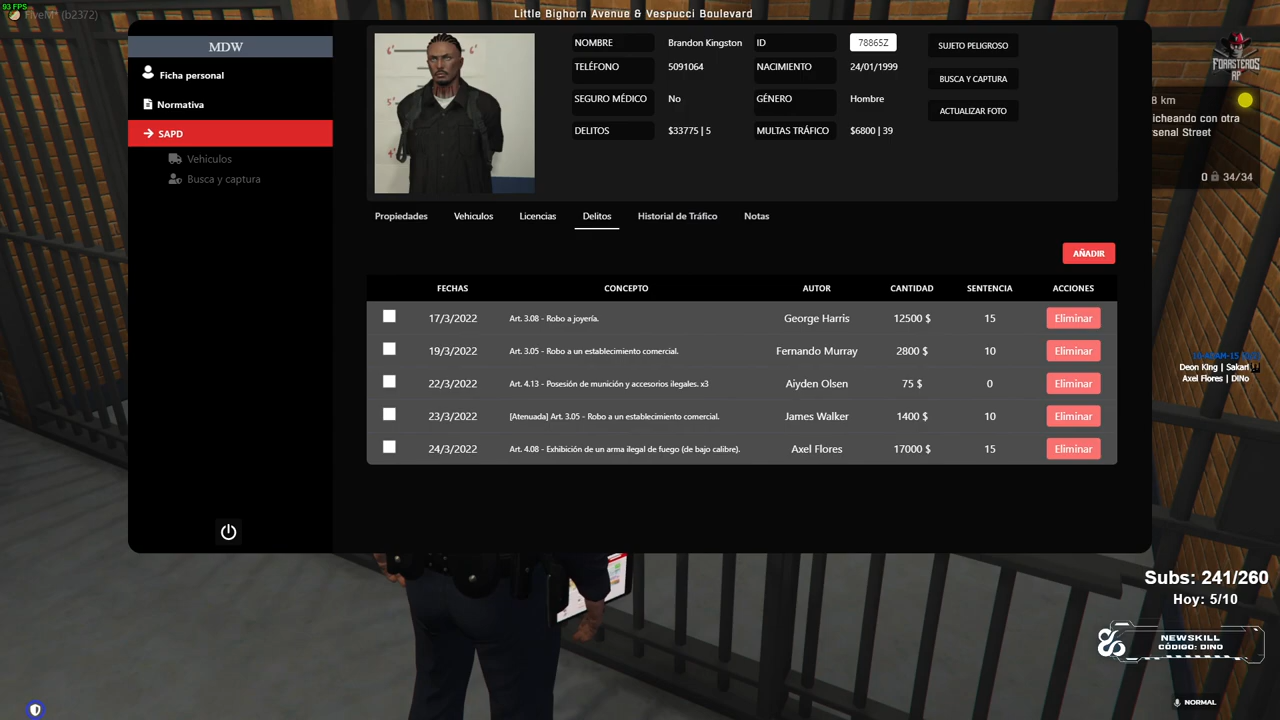 93 FPS
FiveM* (b2372)
Little Bighorn Avenue & Vespucci Boulevard
MDW
Ficha personal
Normativa
SAPD
Vehiculos
Busca y captura
NOMBRE Brandon Kingston ID 78865Z
TELÉFONO 5091064 NACIMIENTO 24/01/1999
SEGURO MÉDICO No GÉNERO Hombre
DELITOS $33775 | 5 MULTAS TRÁFICO $6800 | 39
SUJETO PELIGROSO
BUSCA Y CAPTURA
ACTUALIZAR FOTO
Propiedades Vehiculos Licencias Delitos Historial de Tráfico Notas
AÑADIR
FECHAS CONCEPTO AUTOR CANTIDAD SENTENCIA ACCIONES
17/3/2022 Art. 3.08 - Robo a joyería. George Harris 12500 $ 15 Eliminar
19/3/2022 Art. 3.05 - Robo a un establecimiento comercial. Fernando Murray 2800 $ 10 Eliminar
22/3/2022 Art. 4.13 - Posesión de munición y accesorios ilegales. x3 Aiyden Olsen 75 $ 0 Eliminar
23/3/2022 [Atenuada] Art. 3.05 - Robo a un establecimiento comercial. James Walker 1400 $ 10 Eliminar
24/3/2022 Art. 4.08 - Exhibición de un arma ilegal de fuego (de bajo calibre). Axel Flores 17000 $ 15 Eliminar
FORASTEROS
RP
8 km
icheando con otra
rsenal Street
0 34/34
Deon King | Sakari
Axel Flores | DINo
Subs: 241/260
Hoy: 5/10
NEWSKILL
CÓDIGO: DINO
NORMAL